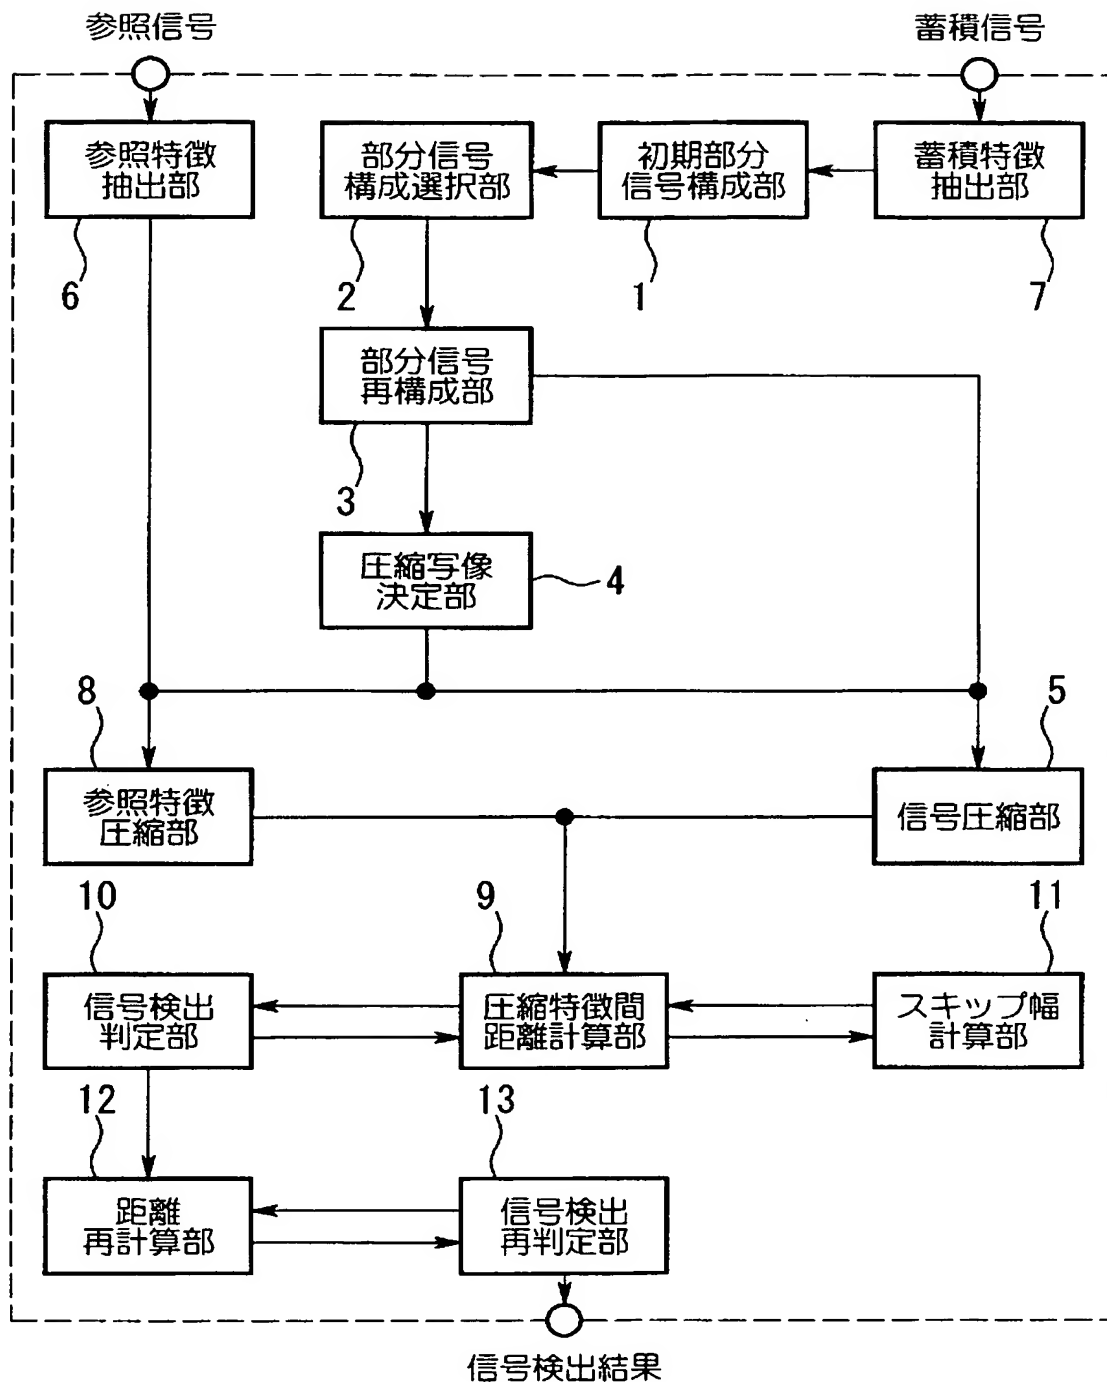 参照信号
蓄積信号
参照特徴
抽出部
部分信号
構成選択部
初期部分
信号構成部
蓄積特徴
抽出部
6
2
1
7
部分信号
再構成部
3
圧縮写像
決定部
4
8
5
参照特徴
圧縮部
信号圧縮部
10
9
11
信号検出
判定部
圧縮特徴間
距離計算部
スキップ幅
計算部
12
13
距離
再計算部
信号検出
再判定部
信号検出結果